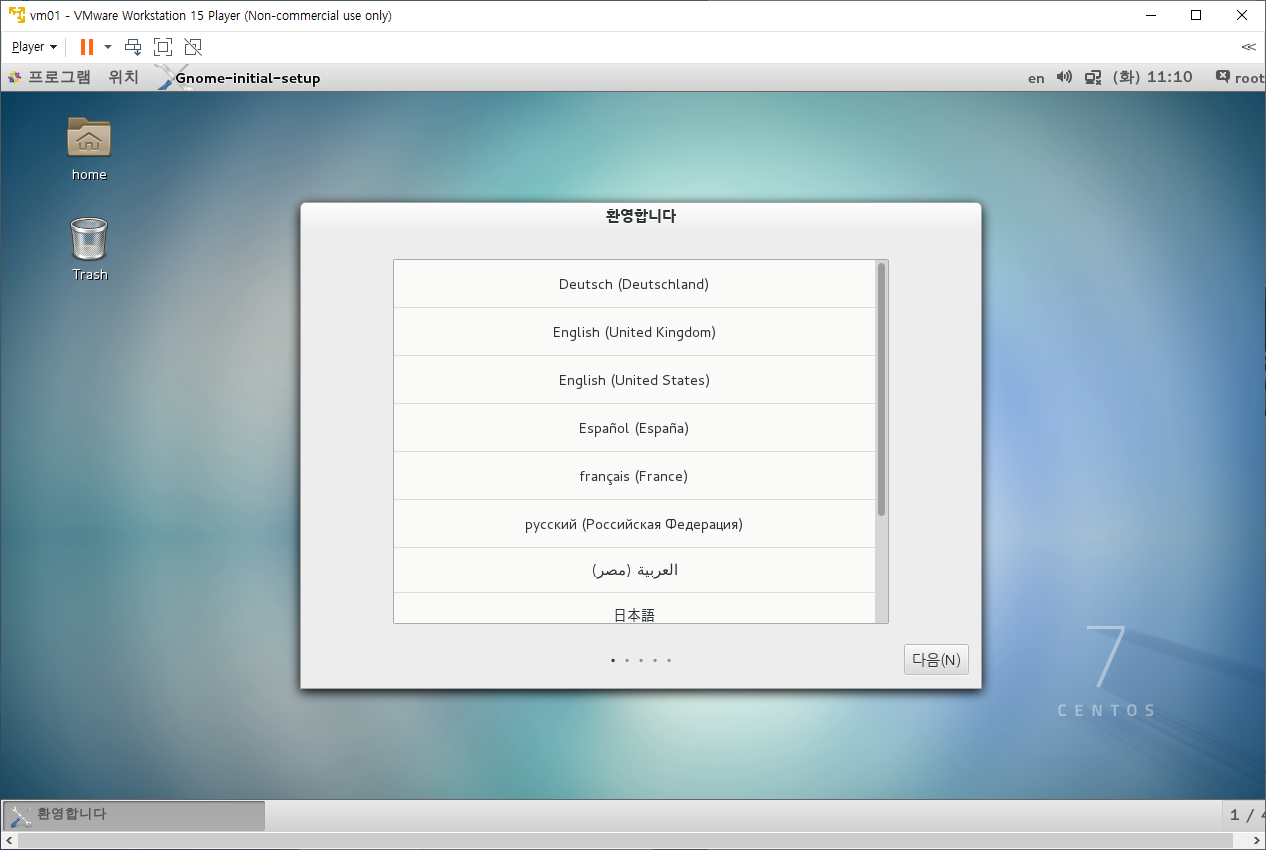 vm01 - VMware Workstation 15 Player (Non-commercial use only)
Player
프로그램 위치 Gnome-initial-setup en (화) 11:10 root
home
Trash
환영합니다
Deutsch (Deutschland)
English (United Kingdom)
English (United States)
Español (España)
français (France)
русский (Российская Федерация)
العربية (مصر)
日本語
다음(N)
7
CENTOS
환영합니다
1 / 4